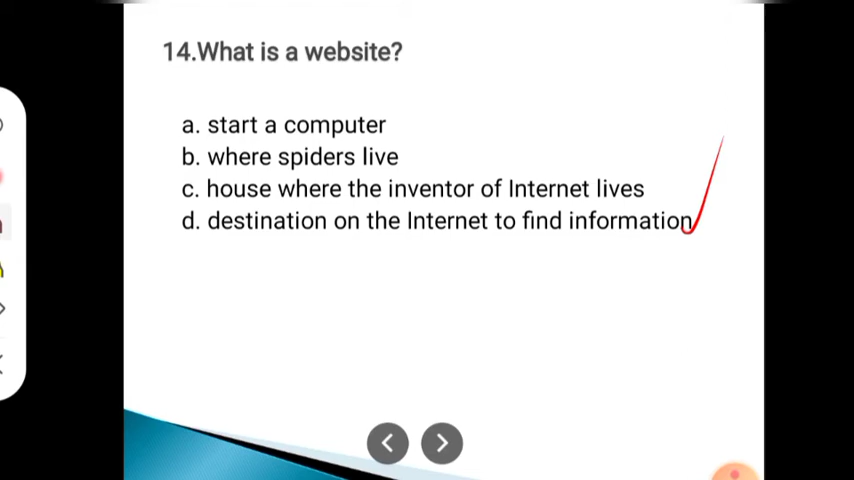 14.What is a website?
a. start a computer
b. where spiders live
c. house where the inventor of Internet lives
d. destination on the Internet to find information